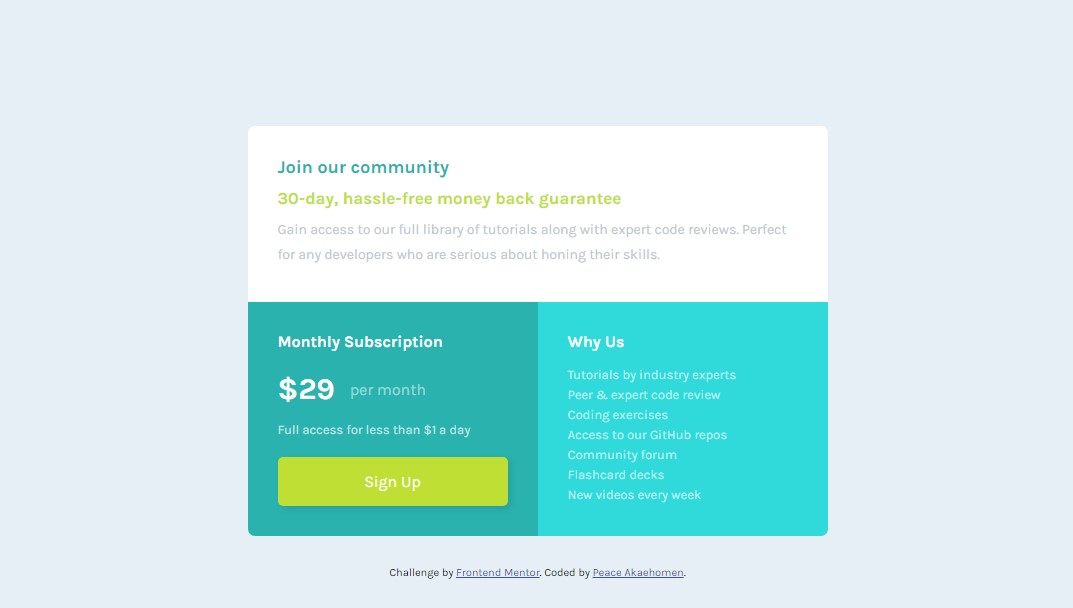 Join our community
30-day, hassle-free money back guarantee
Gain access to our full library of tutorials along with expert code reviews. Perfect
for any developers who are serious about honing their skills.
Monthly Subscription
$29 per month
Full access for less than $1 a day
Sign Up
Why Us
Tutorials by industry experts
Peer & expert code review
Coding exercises
Access to our GitHub repos
Community forum
Flashcard decks
New videos every week
Challenge by Frontend Mentor. Coded by Peace Akaehomen.